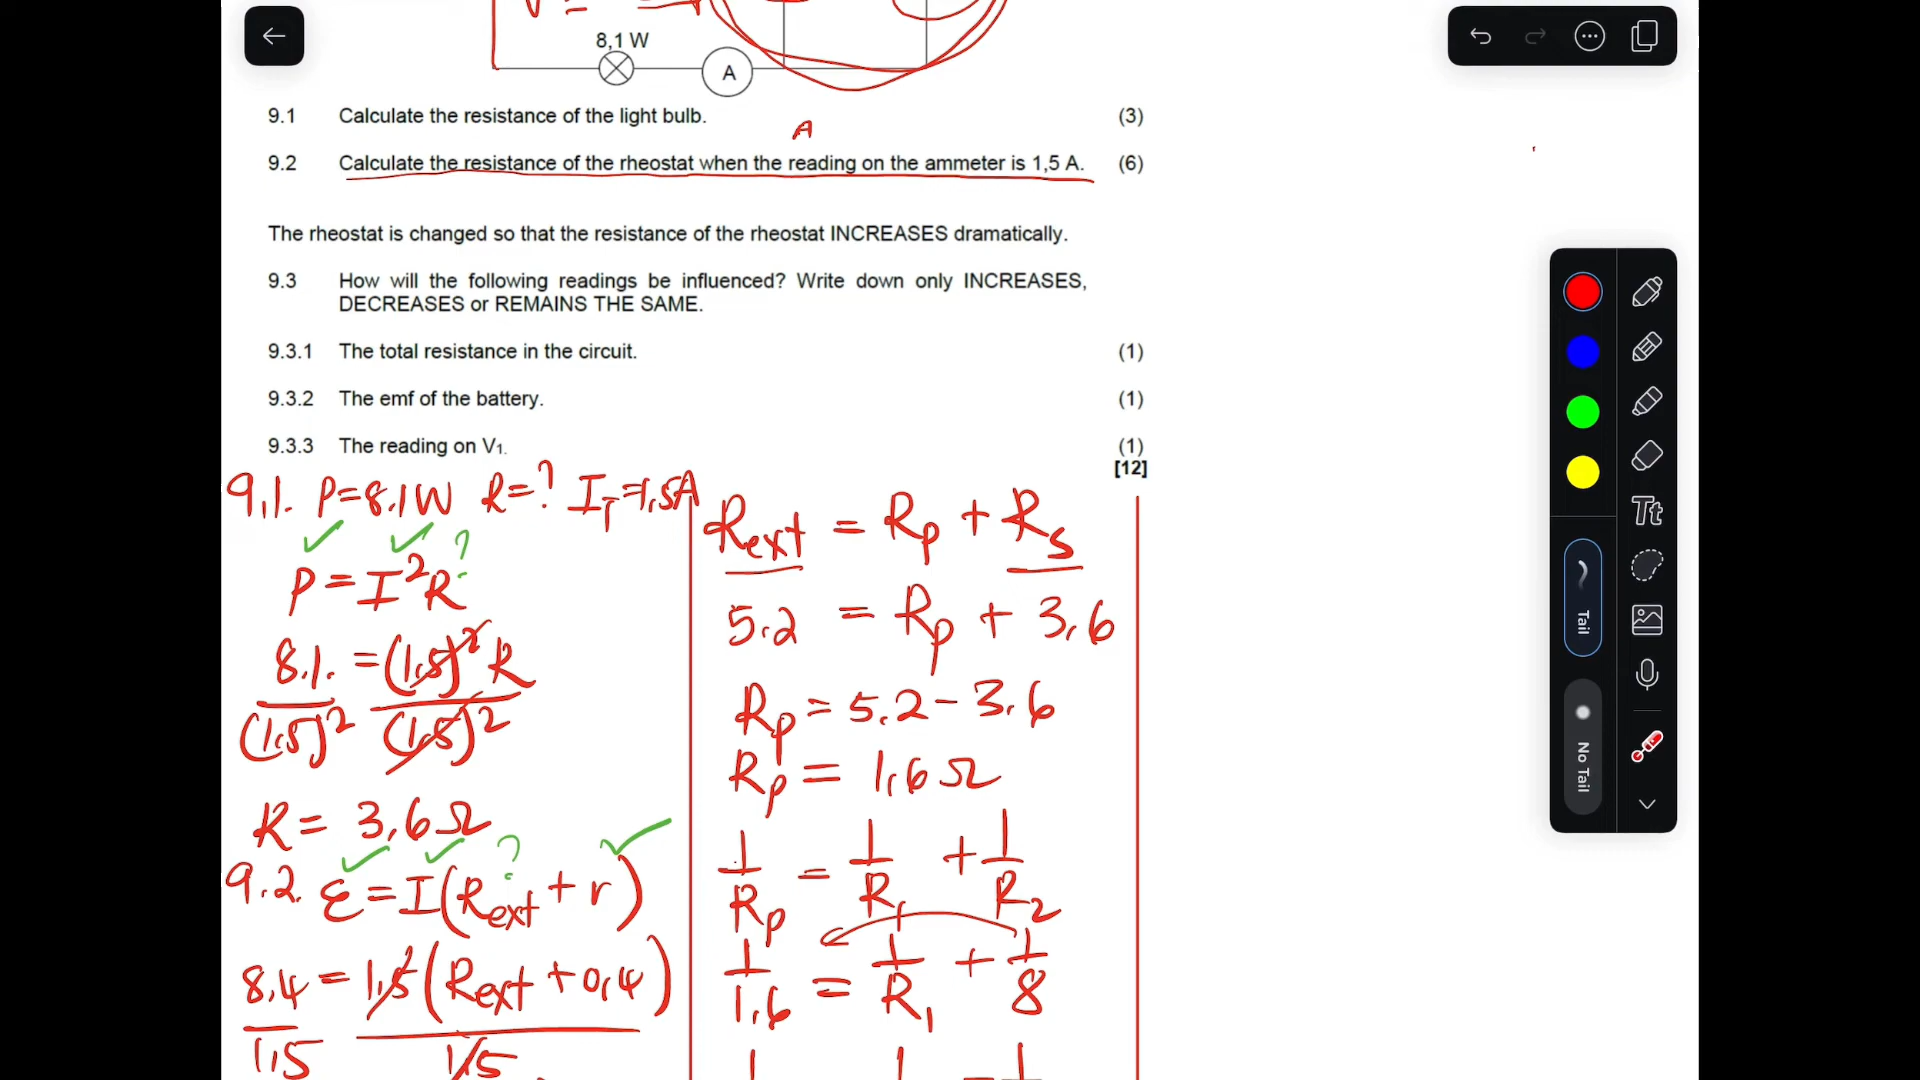 8,1 W
A
9.1 Calculate the resistance of the light bulb. (3)
A
9.2 Calculate the resistance of the rheostat when the reading on the ammeter is 1,5 A. (6)
The rheostat is changed so that the resistance of the rheostat INCREASES dramatically.
9.3 How will the following readings be influenced? Write down only INCREASES,
DECREASES or REMAINS THE SAME.
9.3.1 The total resistance in the circuit. (1)
9.3.2 The emf of the battery. (1)
9.3.3 The reading on V1. (1)
[12]
9.1. P=8.1W R=? I_T=1.5A
?
P=I²R
8.1.=(1.5)²R
(1.5)² (1.5)²
R= 3,6Ω
?
9.2. ε=I(Rext+r)
8.4=1.5(Rext+0,4)
1.5 1.5
Rext = Rp + Rs
5.2 = Rp + 3.6
Rp=5.2-3.6
Rp= 1,6Ω
1/Rp = 1/R1 + 1/R2
1/1.6 = 1/R1 + 1/8
Tt
Tail
No Tail